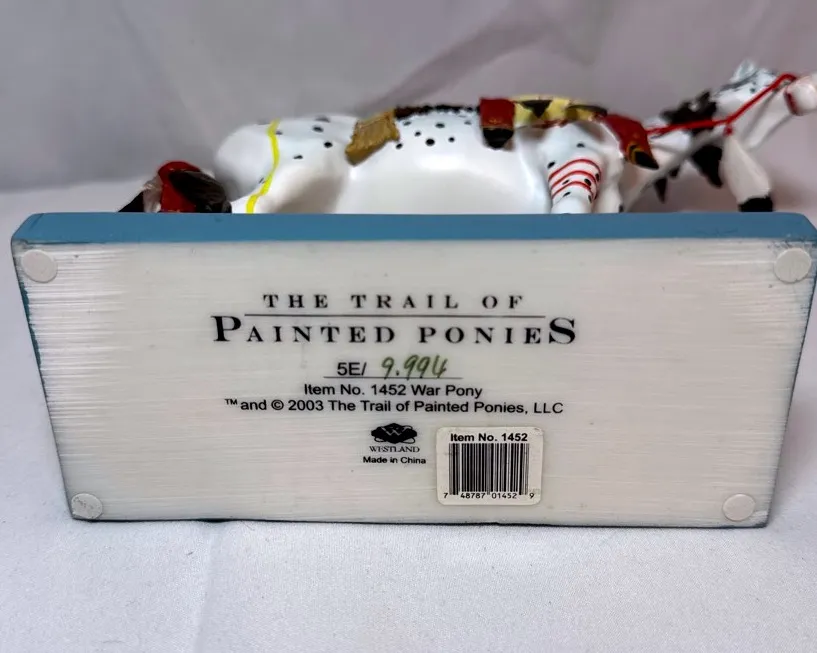 THE TRAIL OF
PAINTED PONIES
5E/ 9.994
Item No. 1452 War Pony
™ and © 2003 The Trail of Painted Ponies, LLC
WESTLAND
Made in China
Item No. 1452
7 48787 01452 9